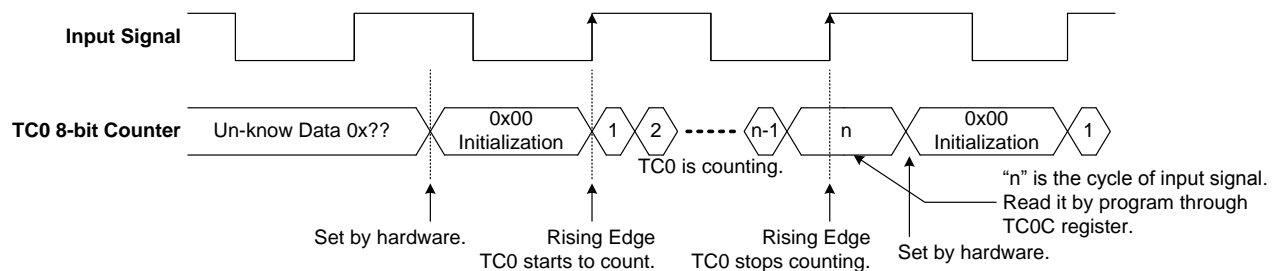 Input Signal
TC0 8-bit Counter
Un-know Data 0x??
0x00
Initialization
1
2
n-1
n
0x00
Initialization
1
TC0 is counting.
"n" is the cycle of input signal.
Read it by program through
TC0C register.
Set by hardware.
Rising Edge
TC0 starts to count.
Rising Edge
TC0 stops counting.
Set by hardware.